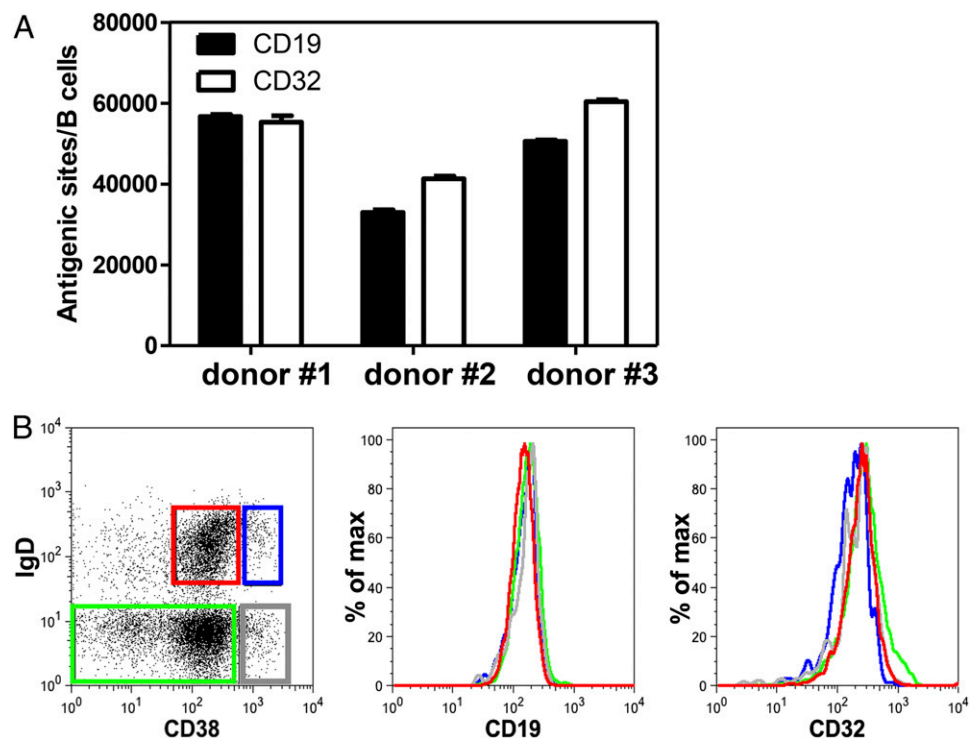 A
80000
60000
40000
20000
0
Antigenic sites/B cells
CD19
CD32
donor #1 donor #2 donor #3
B
10⁴
10³
10²
10¹
10⁰
IgD
10⁰ 10¹ 10² 10³ 10⁴
CD38
100
80
60
40
20
0
% of max
10⁰ 10¹ 10² 10³ 10⁴
CD19
100
80
60
40
20
0
% of max
10⁰ 10¹ 10² 10³ 10⁴
CD32